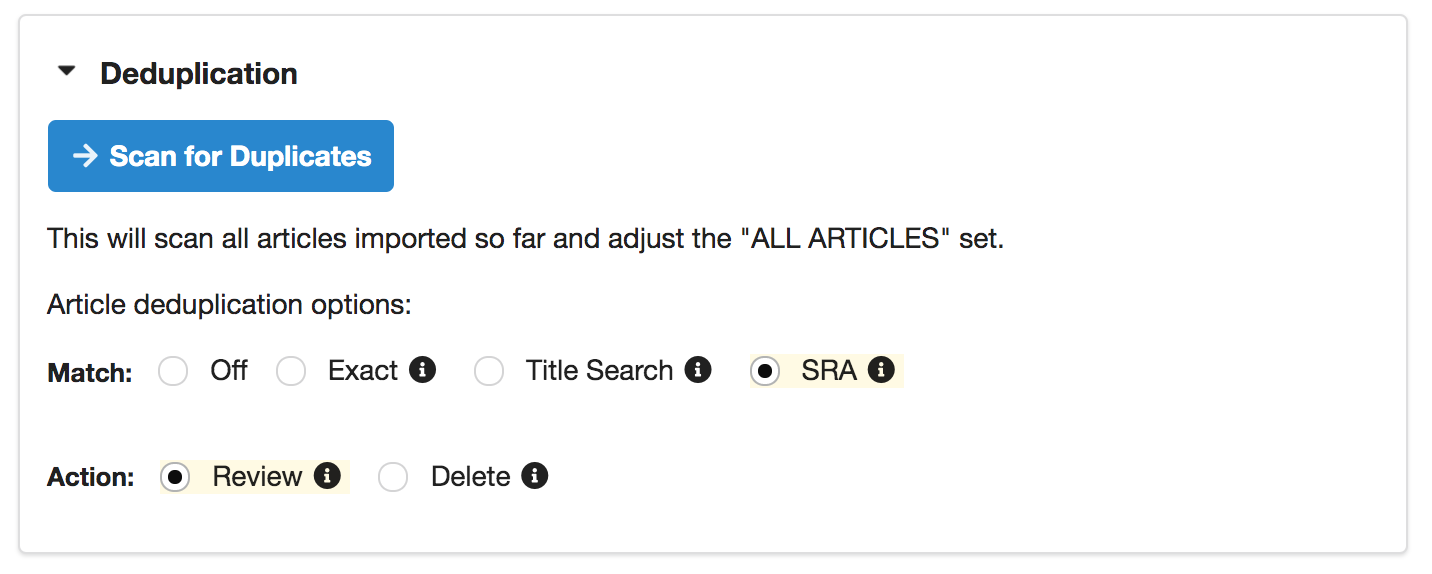 Deduplication
Scan for Duplicates
This will scan all articles imported so far and adjust the "ALL ARTICLES" set.
Article deduplication options:
Match: Off Exact Title Search SRA
Action: Review Delete